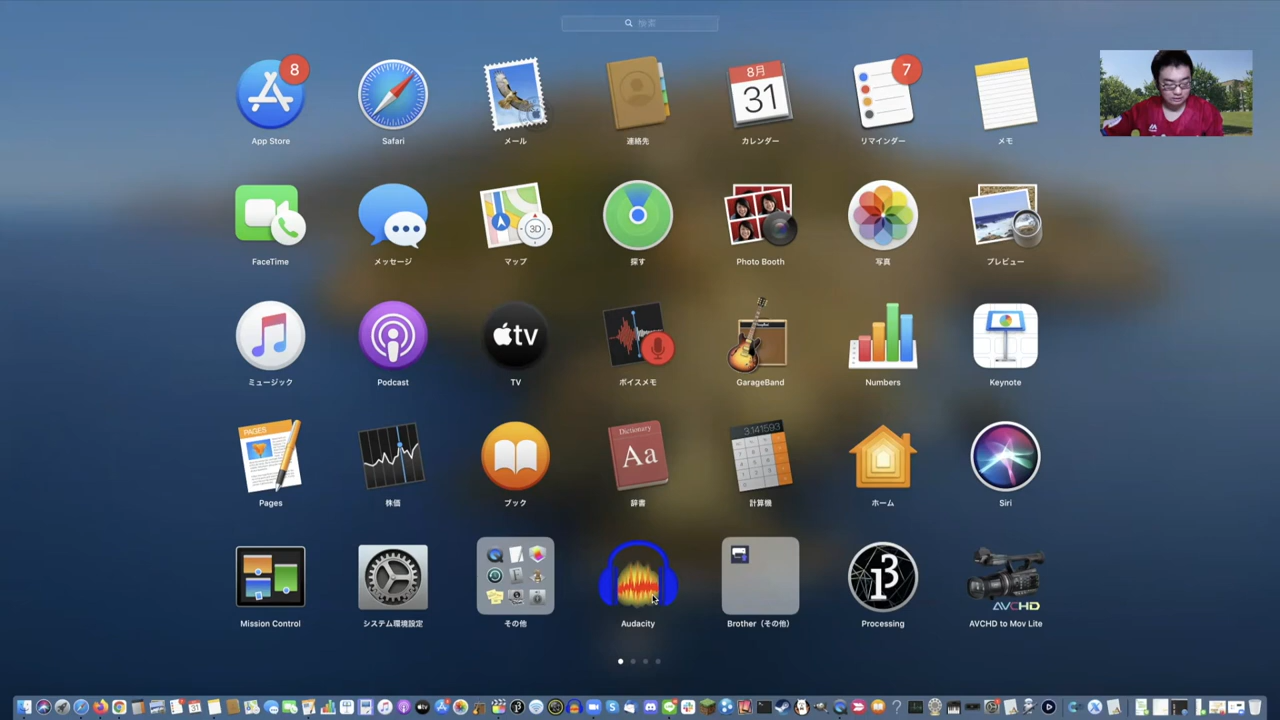 検索
8
7
App Store
Safari
メール
連絡先
8月
31
カレンダー
リマインダー
メモ
FaceTime
メッセージ
3D
マップ
探す
Photo Booth
写真
プレビュー
ミュージック
Podcast
tv
TV
ボイスメモ
GarageBand
Numbers
Keynote
PAGES
Pages
株価
ブック
Dictionary
Aa
辞書
3.141593
計算機
ホーム
Siri
Mission Control
システム環境設定
その他
Audacity
Brother（その他）
Processing
AVCHD
AVCHD to Mov Lite